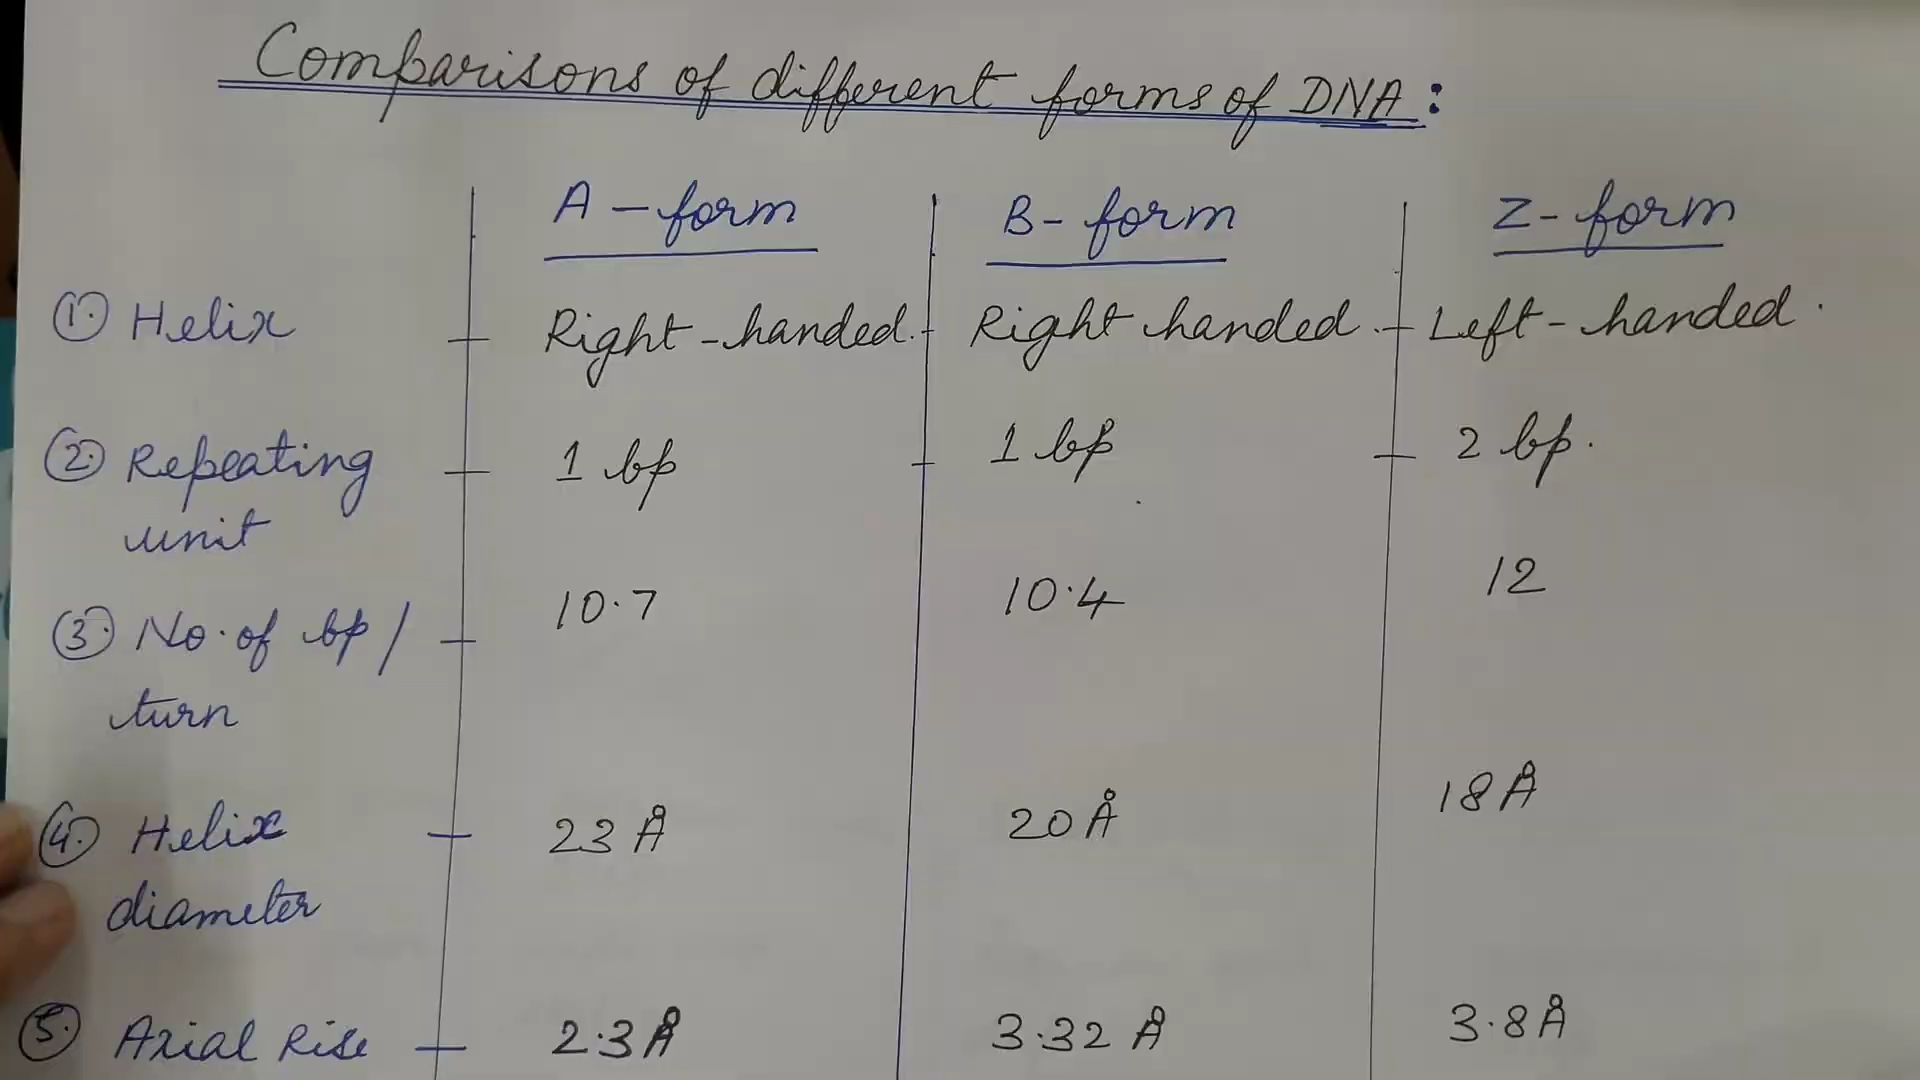 Comparisons of different forms of DNA:
A-form B-form Z-form
① Helix Right-handed. Right handed. Left-handed.
② Repeating 1 bp 1 bp 2 bp.
unit
③ No. of bp/ 10.7 10.4 12
turn
④ Helix 23 Å 20 Å 18 Å
diameter
⑤ Axial Rise 2.3 Å 3.32 Å 3.8 Å